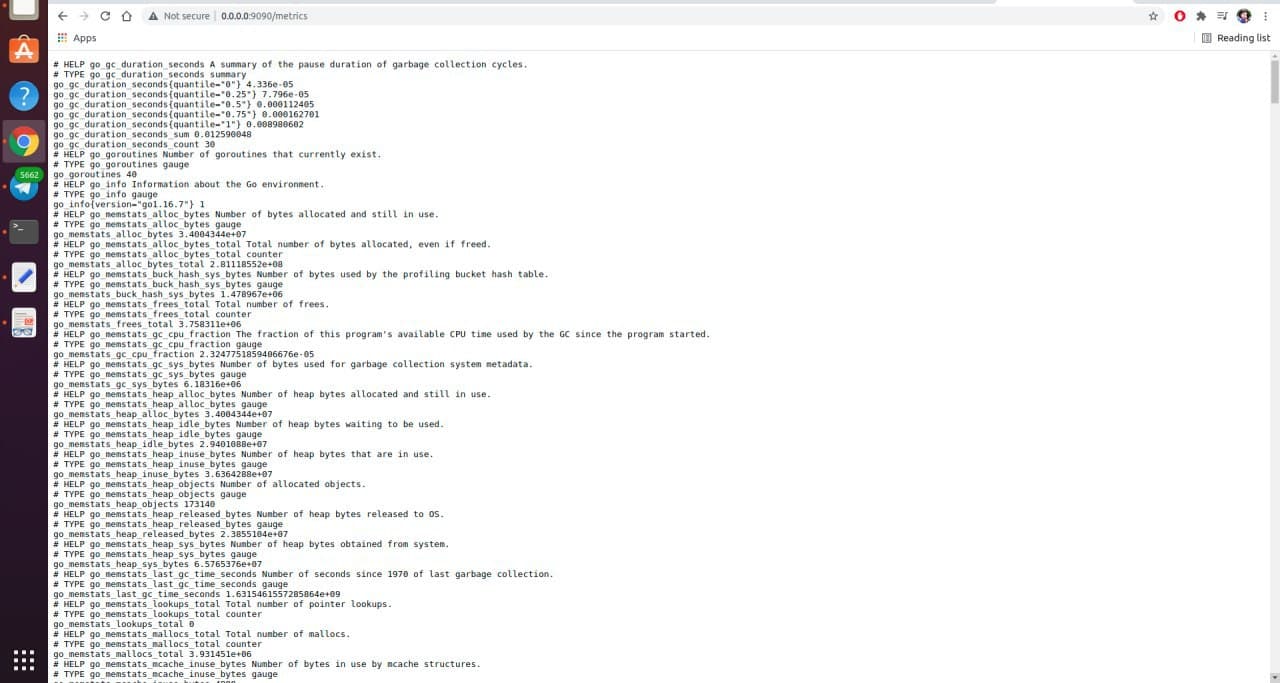 Not secure | 0.0.0.0:9090/metrics
Apps
Reading list
5662
# HELP go_gc_duration_seconds A summary of the pause duration of garbage collection cycles.
# TYPE go_gc_duration_seconds summary
go_gc_duration_seconds{quantile="0"} 4.336e-05
go_gc_duration_seconds{quantile="0.25"} 7.796e-05
go_gc_duration_seconds{quantile="0.5"} 0.000112405
go_gc_duration_seconds{quantile="0.75"} 0.000162701
go_gc_duration_seconds{quantile="1"} 0.008980602
go_gc_duration_seconds_sum 0.012590048
go_gc_duration_seconds_count 30
# HELP go_goroutines Number of goroutines that currently exist.
# TYPE go_goroutines gauge
go_goroutines 40
# HELP go_info Information about the Go environment.
# TYPE go_info gauge
go_info{version="go1.16.7"} 1
# HELP go_memstats_alloc_bytes Number of bytes allocated and still in use.
# TYPE go_memstats_alloc_bytes gauge
go_memstats_alloc_bytes 3.4004344e+07
# HELP go_memstats_alloc_bytes_total Total number of bytes allocated, even if freed.
# TYPE go_memstats_alloc_bytes_total counter
go_memstats_alloc_bytes_total 2.81118552e+08
# HELP go_memstats_buck_hash_sys_bytes Number of bytes used by the profiling bucket hash table.
# TYPE go_memstats_buck_hash_sys_bytes gauge
go_memstats_buck_hash_sys_bytes 1.478967e+06
# HELP go_memstats_frees_total Total number of frees.
# TYPE go_memstats_frees_total counter
go_memstats_frees_total 3.758311e+06
# HELP go_memstats_gc_cpu_fraction The fraction of this program's available CPU time used by the GC since the program started.
# TYPE go_memstats_gc_cpu_fraction gauge
go_memstats_gc_cpu_fraction 2.3247751859406676e-05
# HELP go_memstats_gc_sys_bytes Number of bytes used for garbage collection system metadata.
# TYPE go_memstats_gc_sys_bytes gauge
go_memstats_gc_sys_bytes 6.18316e+06
# HELP go_memstats_heap_alloc_bytes Number of heap bytes allocated and still in use.
# TYPE go_memstats_heap_alloc_bytes gauge
go_memstats_heap_alloc_bytes 3.4004344e+07
# HELP go_memstats_heap_idle_bytes Number of heap bytes waiting to be used.
# TYPE go_memstats_heap_idle_bytes gauge
go_memstats_heap_idle_bytes 2.9401088e+07
# HELP go_memstats_heap_inuse_bytes Number of heap bytes that are in use.
# TYPE go_memstats_heap_inuse_bytes gauge
go_memstats_heap_inuse_bytes 3.6364288e+07
# HELP go_memstats_heap_objects Number of allocated objects.
# TYPE go_memstats_heap_objects gauge
go_memstats_heap_objects 173140
# HELP go_memstats_heap_released_bytes Number of heap bytes released to OS.
# TYPE go_memstats_heap_released_bytes gauge
go_memstats_heap_released_bytes 2.3855104e+07
# HELP go_memstats_heap_sys_bytes Number of heap bytes obtained from system.
# TYPE go_memstats_heap_sys_bytes gauge
go_memstats_heap_sys_bytes 6.5765376e+07
# HELP go_memstats_last_gc_time_seconds Number of seconds since 1970 of last garbage collection.
# TYPE go_memstats_last_gc_time_seconds gauge
go_memstats_last_gc_time_seconds 1.6315461557285864e+09
# HELP go_memstats_lookups_total Total number of pointer lookups.
# TYPE go_memstats_lookups_total counter
go_memstats_lookups_total 0
# HELP go_memstats_mallocs_total Total number of mallocs.
# TYPE go_memstats_mallocs_total counter
go_memstats_mallocs_total 3.931451e+06
# HELP go_memstats_mcache_inuse_bytes Number of bytes in use by mcache structures.
# TYPE go_memstats_mcache_inuse_bytes gauge